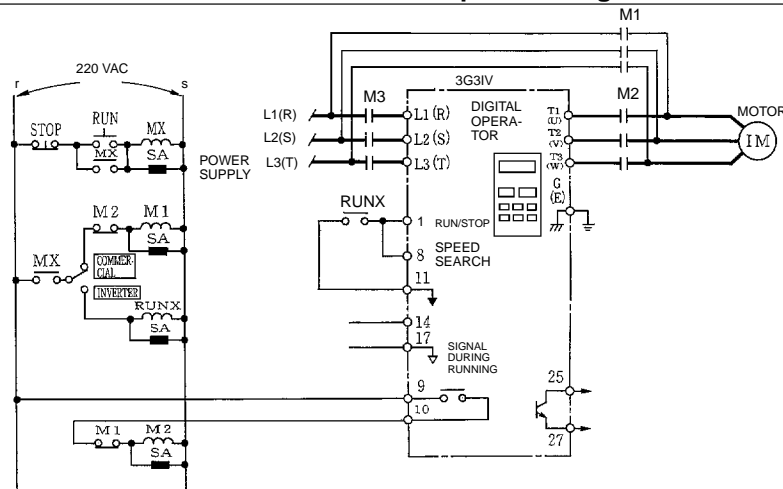 M1
220 VAC
r
s
3G3IV
STOP
RUN
MX
SA
MX
POWER
SUPPLY
L1(R)
L2(S)
L3(T)
M3
L1(R)
L2(S)
L3(T)
DIGITAL
OPERA-
TOR
T1
(U)
T2
(V)
T3
(W)
M2
MOTOR
IM
G
(E)
M2
M1
SA
MX
COMMER-
CIAL
INVERTER
RUNX
SA
RUNX
1
RUN/STOP
8
SPEED
SEARCH
11
14
17
SIGNAL
DURING
RUNNING
9
10
25
27
M1
M2
SA